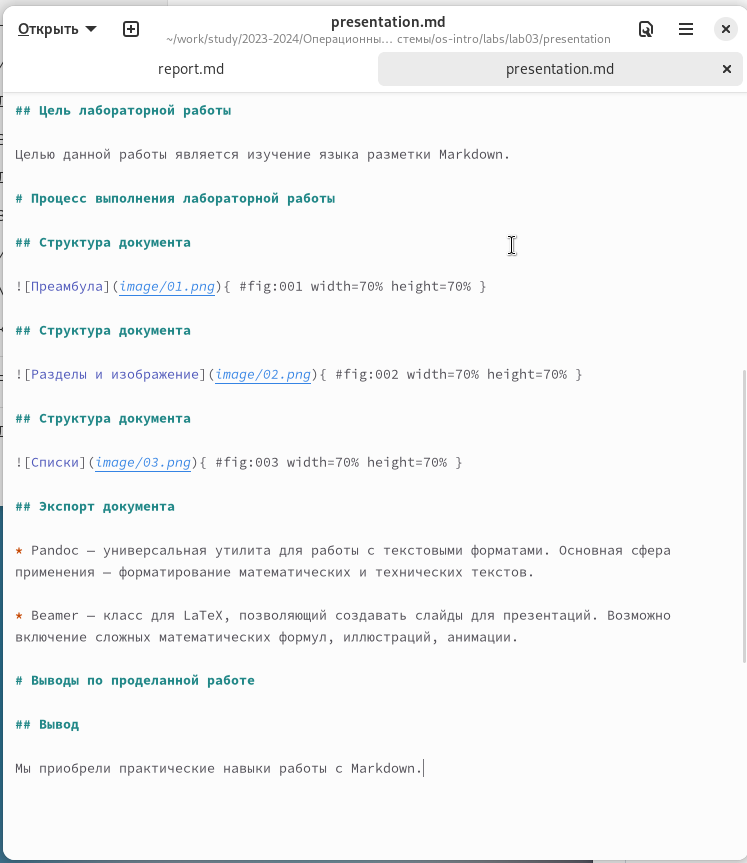 Открыть
presentation.md
~/work/study/2023-2024/Операционны… стемы/os-intro/labs/lab03/presentation
report.md
presentation.md
## Цель лабораторной работы
Целью данной работы является изучение языка разметки Markdown.
# Процесс выполнения лабораторной работы
## Структура документа
![Преамбула](image/01.png){ #fig:001 width=70% height=70% }
## Структура документа
![Разделы и изображение](image/02.png){ #fig:002 width=70% height=70% }
## Структура документа
![Списки](image/03.png){ #fig:003 width=70% height=70% }
## Экспорт документа
* Pandoc — универсальная утилита для работы с текстовыми форматами. Основная сфера
применения — форматирование математических и технических текстов.
* Beamer — класс для LaTeX, позволяющий создавать слайды для презентаций. Возможно
включение сложных математических формул, иллюстраций, анимации.
# Выводы по проделанной работе
## Вывод
Мы приобрели практические навыки работы с Markdown.